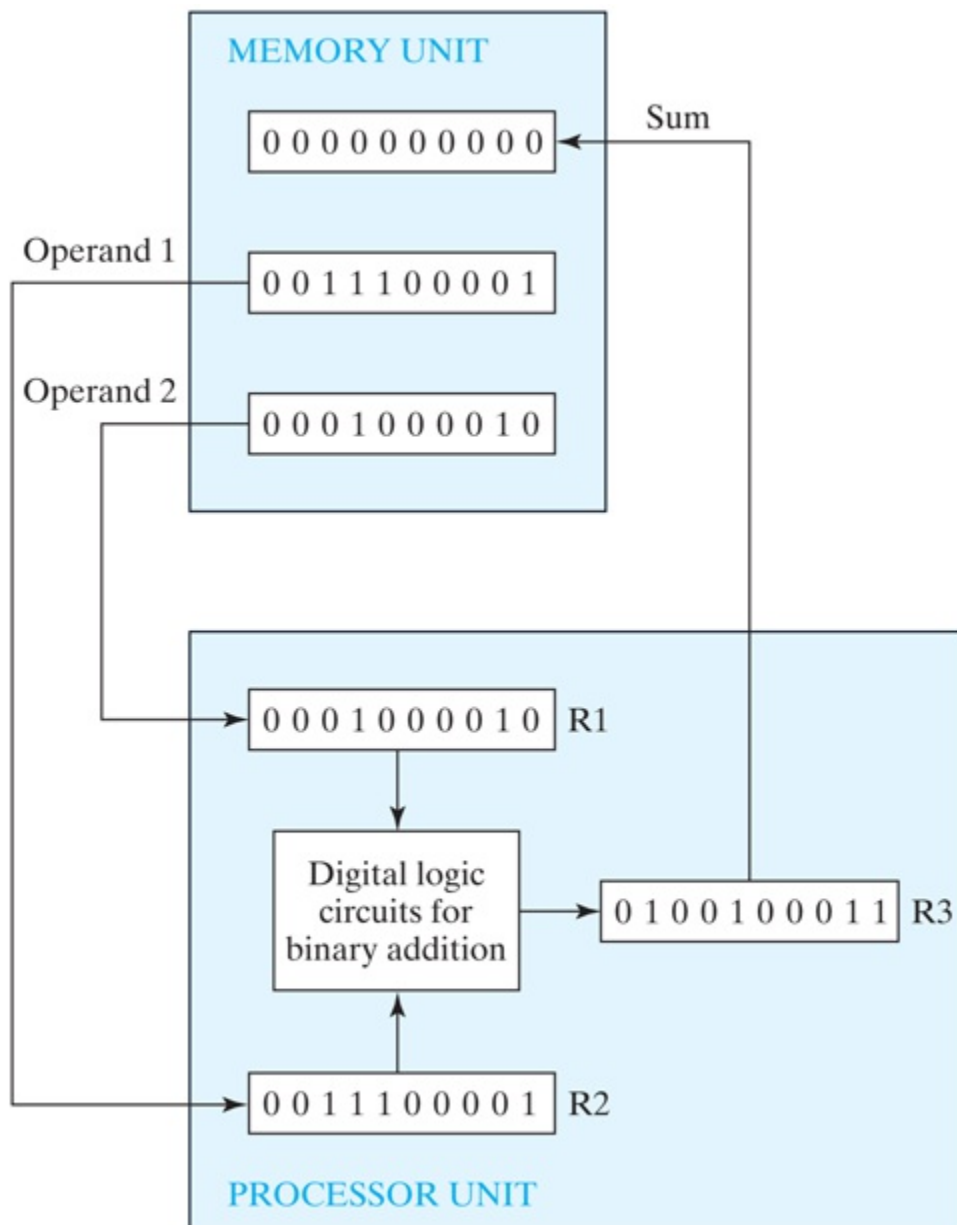 MEMORY UNIT
0 0 0 0 0 0 0 0 0 0
Sum
Operand 1
0 0 1 1 1 0 0 0 0 1
Operand 2
0 0 0 1 0 0 0 0 1 0
0 0 0 1 0 0 0 0 1 0 R1
Digital logic
circuits for
binary addition
0 1 0 0 1 0 0 0 1 1 R3
0 0 1 1 1 0 0 0 0 1 R2
PROCESSOR UNIT